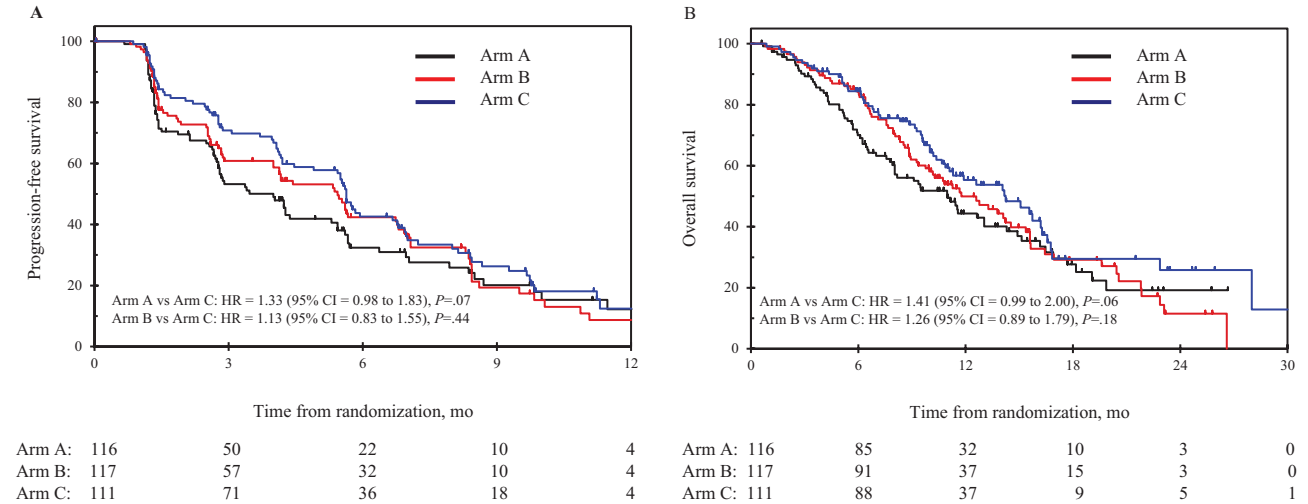 A
Progression-free survival
100
80
60
40
20
0
Arm A
Arm B
Arm C
Arm A vs Arm C: HR = 1.33 (95% CI = 0.98 to 1.83), P=.07
Arm B vs Arm C: HR = 1.13 (95% CI = 0.83 to 1.55), P=.44
0 3 6 9 12
Time from randomization, mo
Arm A: 116 50 22 10 4
Arm B: 117 57 32 10 4
Arm C: 111 71 36 18 4
B
Overall survival
100
80
60
40
20
0
Arm A
Arm B
Arm C
Arm A vs Arm C: HR = 1.41 (95% CI = 0.99 to 2.00), P=.06
Arm B vs Arm C: HR = 1.26 (95% CI = 0.89 to 1.79), P=.18
0 6 12 18 24 30
Time from randomization, mo
Arm A: 116 85 32 10 3 0
Arm B: 117 91 37 15 3 0
Arm C: 111 88 37 9 5 1